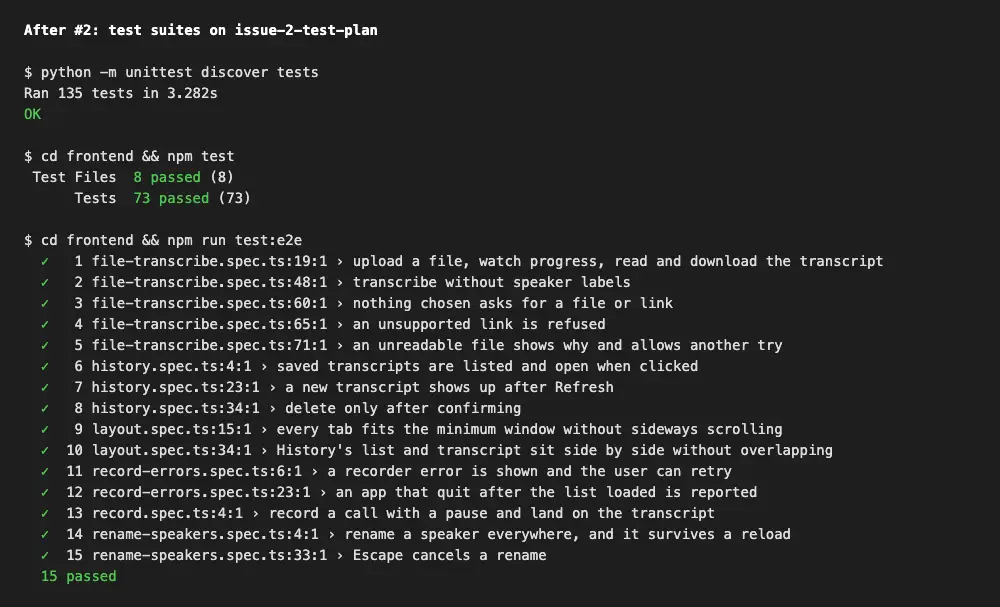 After #2: test suites on issue-2-test-plan
$ python -m unittest discover tests
Ran 135 tests in 3.282s
OK
$ cd frontend && npm test
Test Files  8 passed (8)
Tests  73 passed (73)
$ cd frontend && npm run test:e2e
✓   1 file-transcribe.spec.ts:19:1 › upload a file, watch progress, read and download the transcript
✓   2 file-transcribe.spec.ts:48:1 › transcribe without speaker labels
✓   3 file-transcribe.spec.ts:60:1 › nothing chosen asks for a file or link
✓   4 file-transcribe.spec.ts:65:1 › an unsupported link is refused
✓   5 file-transcribe.spec.ts:71:1 › an unreadable file shows why and allows another try
✓   6 history.spec.ts:4:1 › saved transcripts are listed and open when clicked
✓   7 history.spec.ts:23:1 › a new transcript shows up after Refresh
✓   8 history.spec.ts:34:1 › delete only after confirming
✓   9 layout.spec.ts:15:1 › every tab fits the minimum window without sideways scrolling
✓  10 layout.spec.ts:34:1 › History's list and transcript sit side by side without overlapping
✓  11 record-errors.spec.ts:6:1 › a recorder error is shown and the user can retry
✓  12 record-errors.spec.ts:23:1 › an app that quit after the list loaded is reported
✓  13 record.spec.ts:4:1 › record a call with a pause and land on the transcript
✓  14 rename-speakers.spec.ts:4:1 › rename a speaker everywhere, and it survives a reload
✓  15 rename-speakers.spec.ts:33:1 › Escape cancels a rename
15 passed